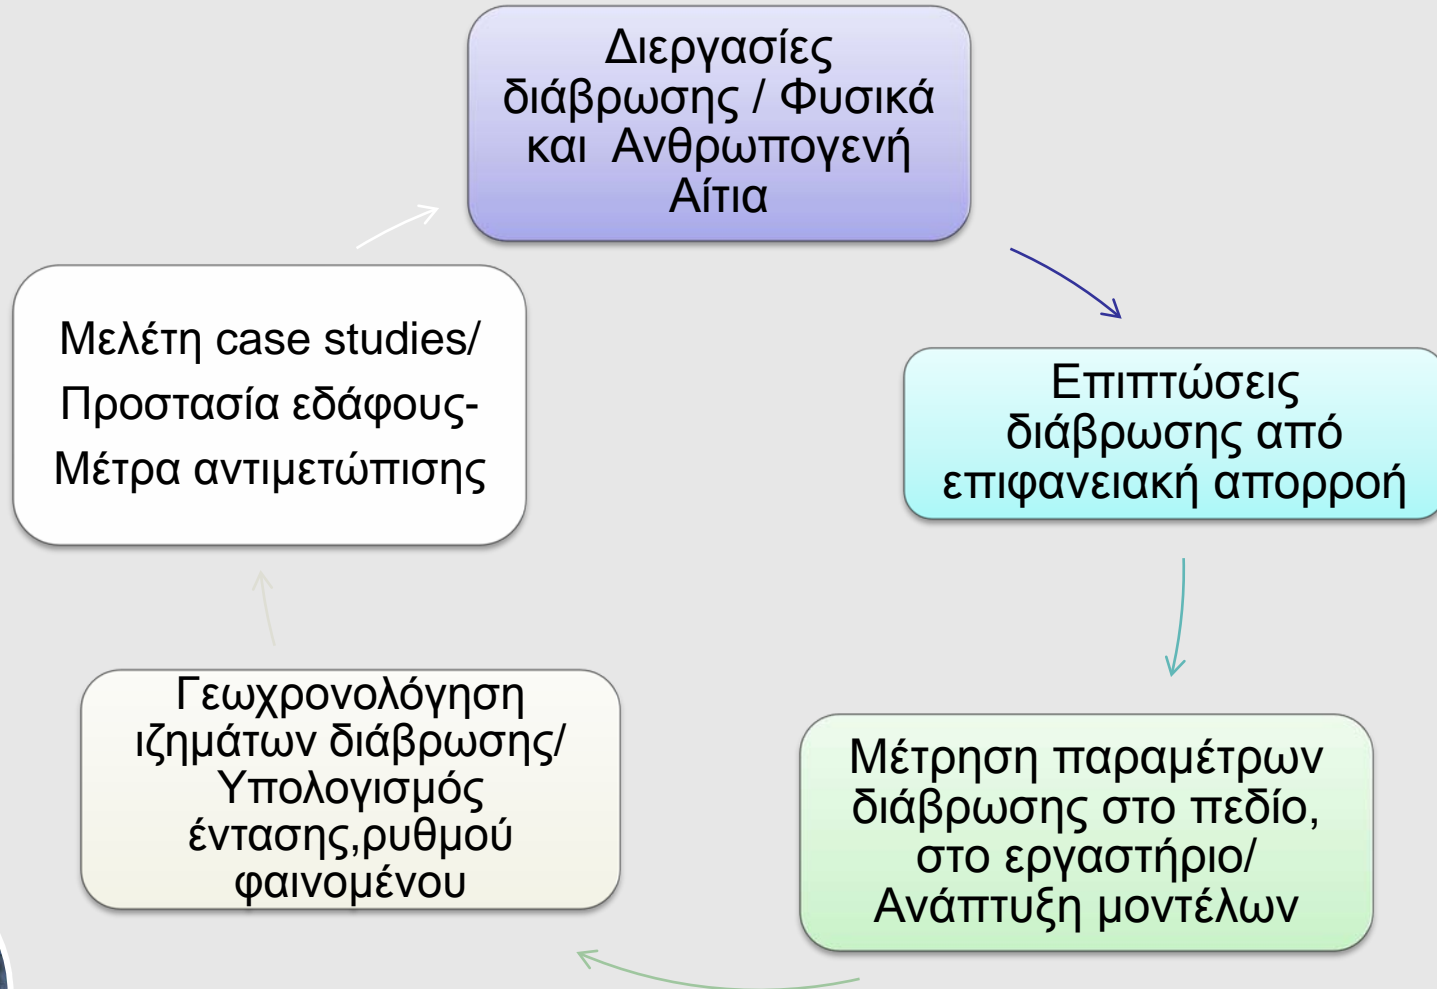 Διεργασίες
διάβρωσης / Φυσικά
και Ανθρωπογενή
Αίτια
Επιπτώσεις
διάβρωσης από
επιφανειακή απορροή
Μέτρηση παραμέτρων
διάβρωσης στο πεδίο,
στο εργαστήριο/
Ανάπτυξη μοντέλων
Γεωχρονολόγηση
ιζημάτων διάβρωσης/
Υπολογισμός
έντασης,ρυθμού
φαινομένου
Μελέτη case studies/
Προστασία εδάφους-
Μέτρα αντιμετώπισης